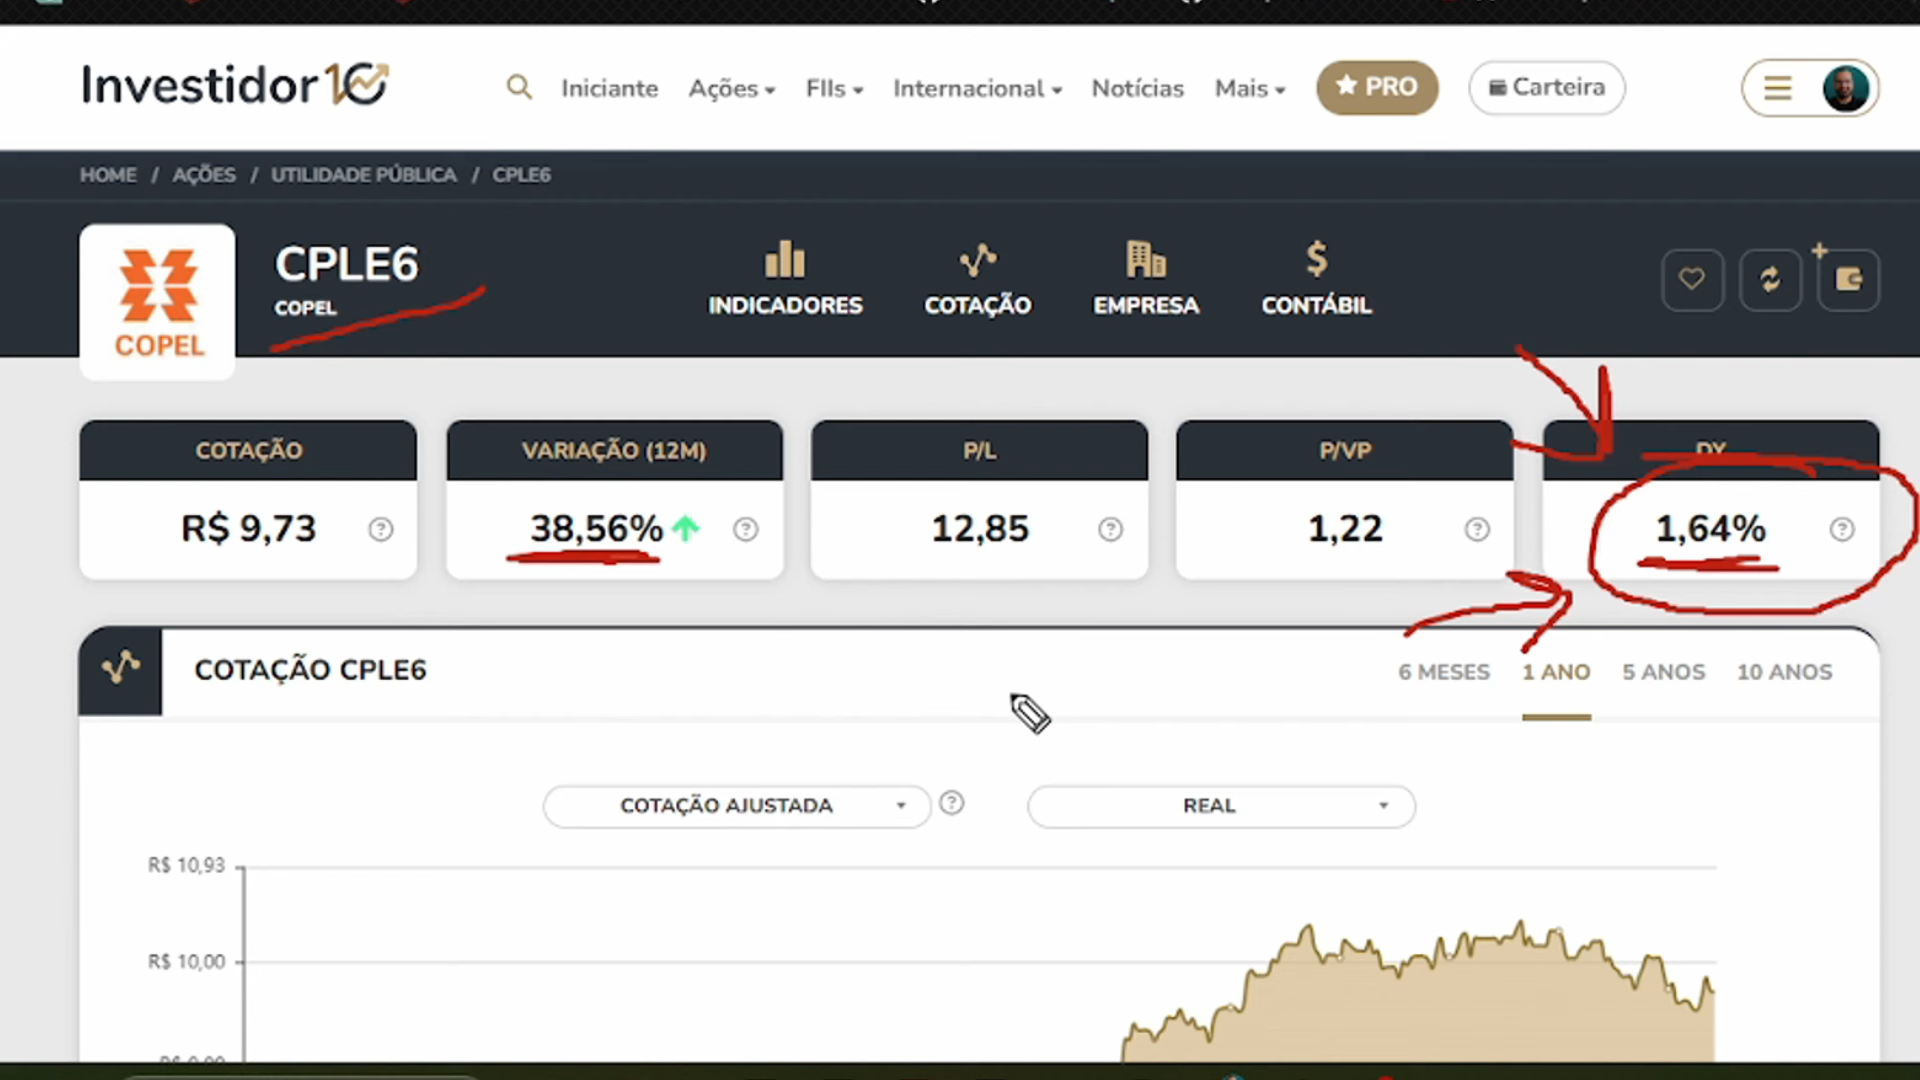 Investidor10
Iniciante Ações FIIs Internacional Notícias Mais PRO Carteira
HOME / AÇÕES / UTILIDADE PÚBLICA / CPLE6
COPEL
CPLE6
COPEL
INDICADORES COTAÇÃO EMPRESA CONTÁBIL
COTAÇÃO VARIAÇÃO (12M) P/L P/VP DY
R$ 9,73 38,56% 12,85 1,22 1,64%
COTAÇÃO CPLE6
6 MESES 1 ANO 5 ANOS 10 ANOS
COTAÇÃO AJUSTADA REAL
R$ 10,93
R$ 10,00